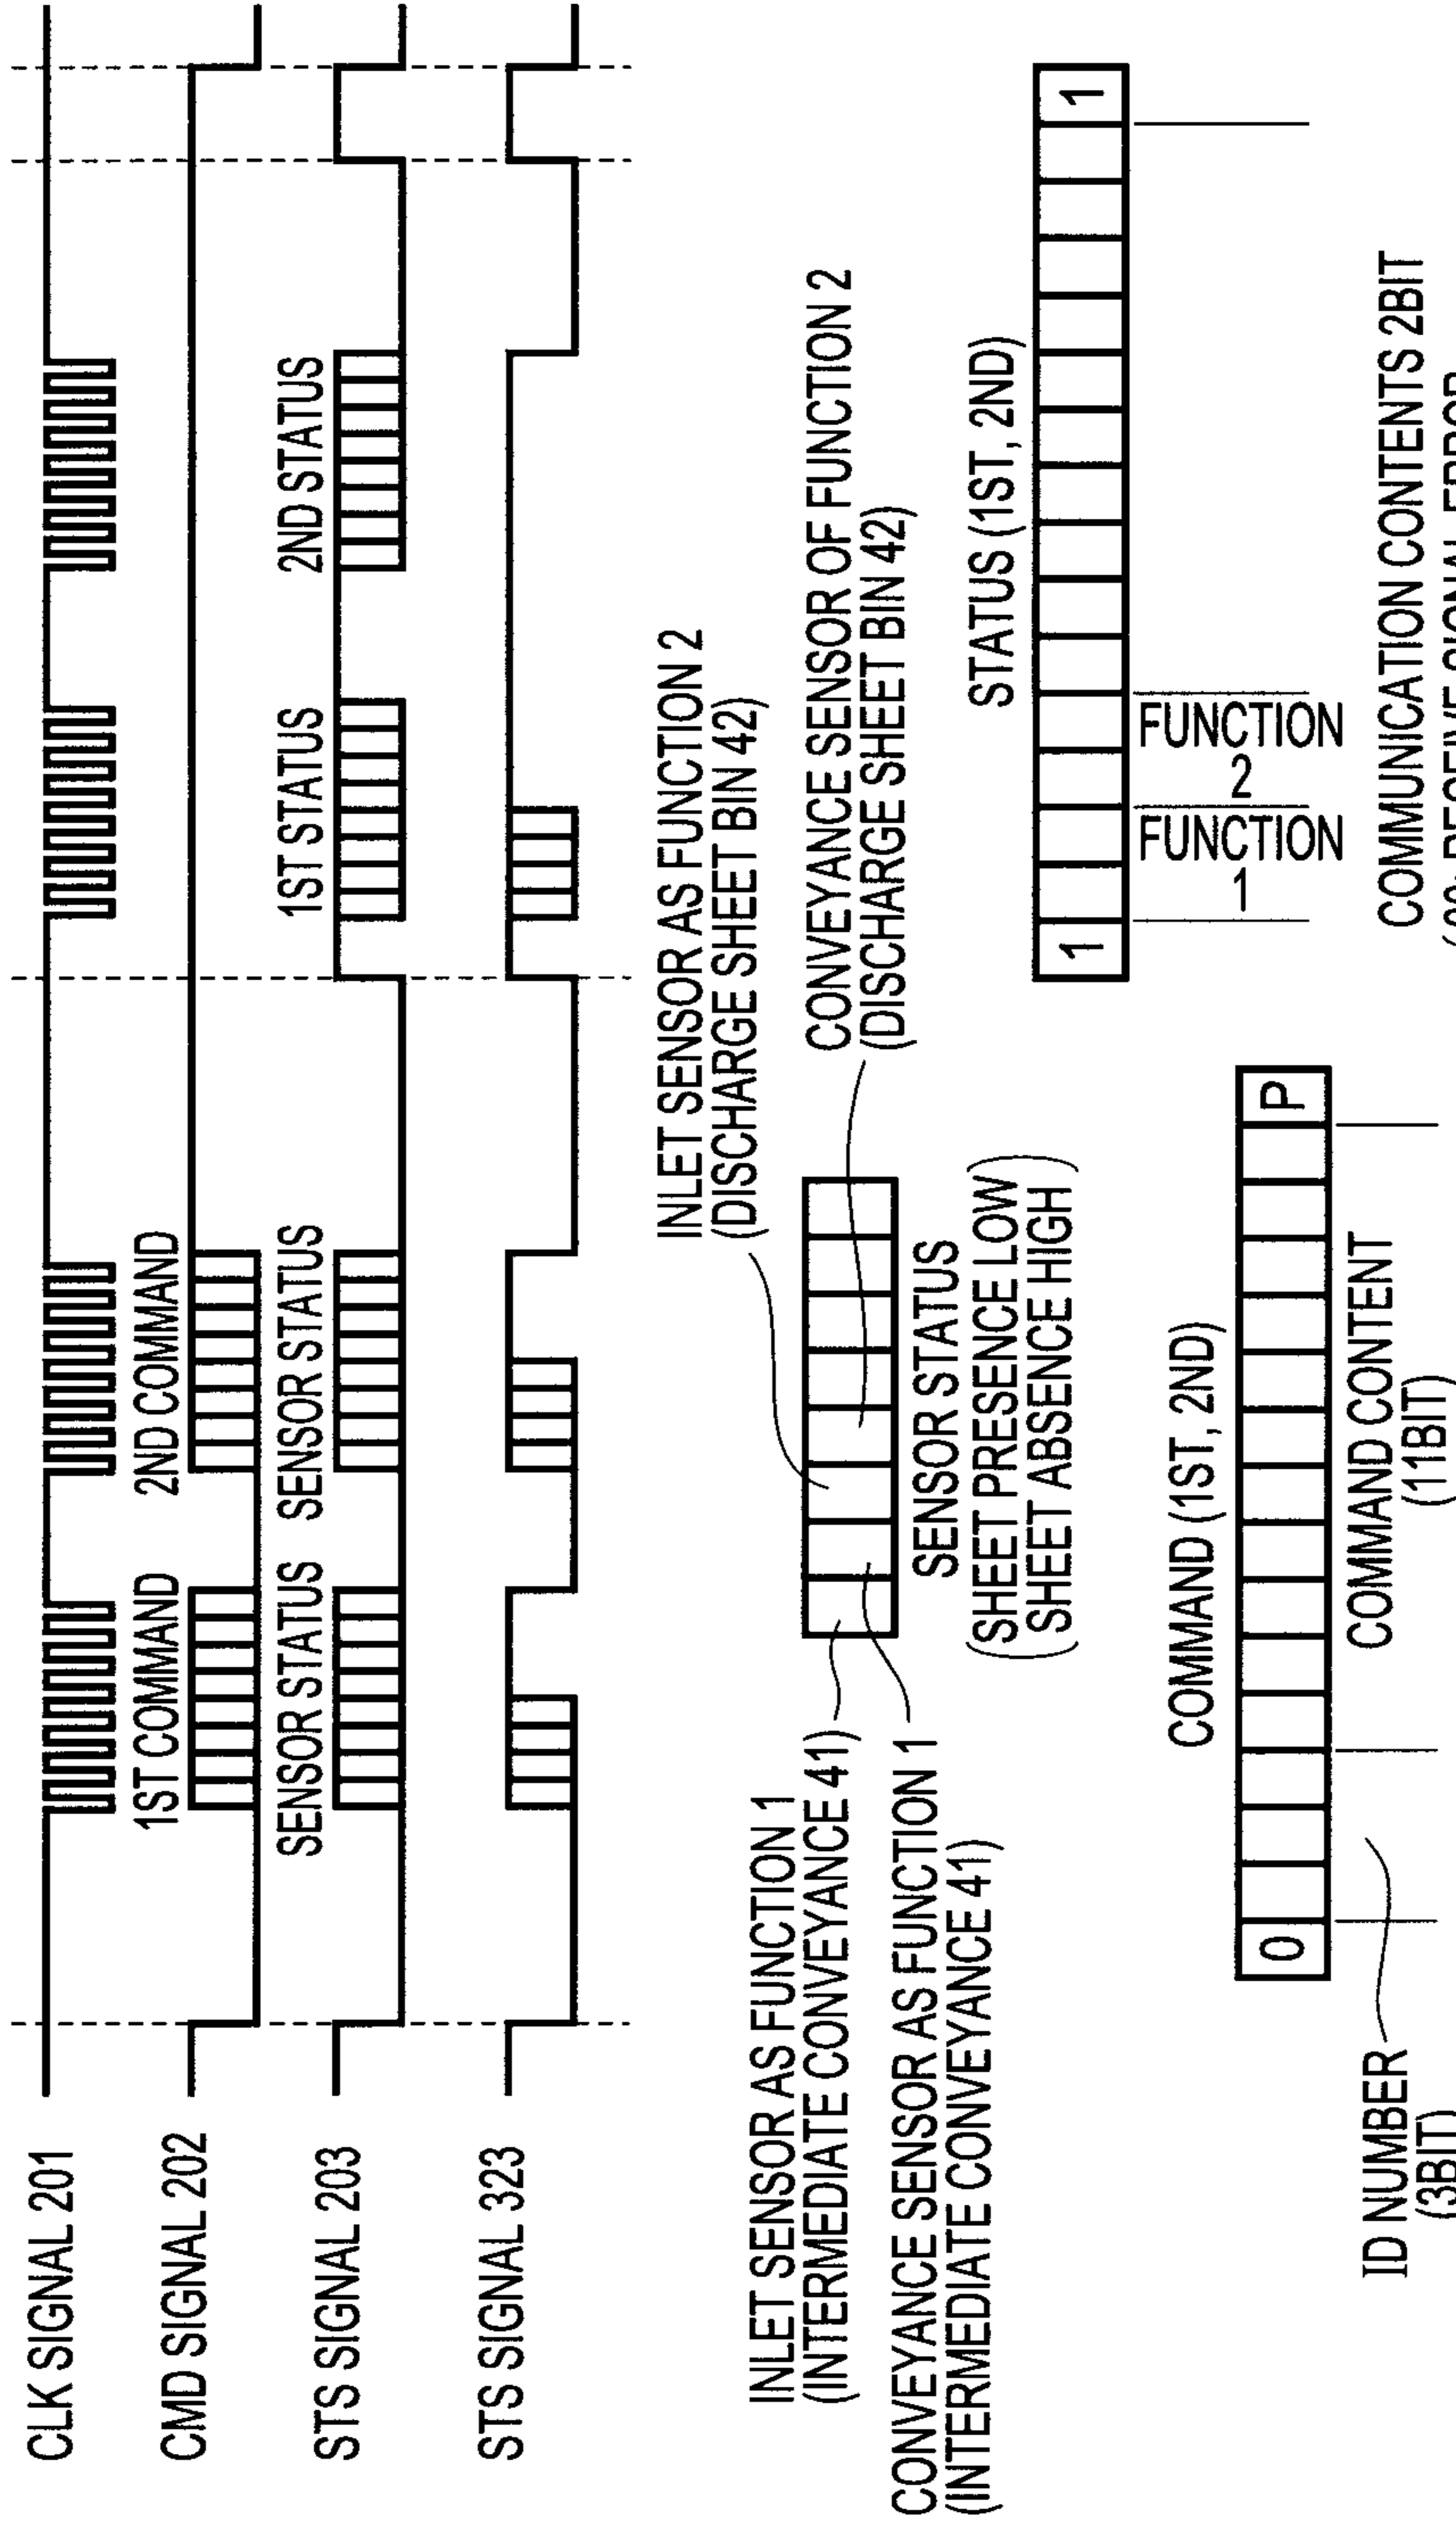 CLK SIGNAL 201
CMD SIGNAL 202
1ST COMMAND
2ND COMMAND
STS SIGNAL 203
SENSOR STATUS
SENSOR STATUS
1ST STATUS
2ND STATUS
STS SIGNAL 323
INLET SENSOR AS FUNCTION 1
(INTERMEDIATE CONVEYANCE 41)
CONVEYANCE SENSOR AS FUNCTION 1
(INTERMEDIATE CONVEYANCE 41)
INLET SENSOR AS FUNCTION 2
(DISCHARGE SHEET BIN 42)
CONVEYANCE SENSOR OF FUNCTION 2
(DISCHARGE SHEET BIN 42)
SENSOR STATUS
(SHEET PRESENCE LOW
SHEET ABSENCE HIGH)
STATUS (1ST, 2ND)
1
1
FUNCTION
1
FUNCTION
2
COMMUNICATION CONTENTS 2BIT
COMMAND (1ST, 2ND)
0
P
ID NUMBER
(3BIT)
COMMAND CONTENT
(11BIT)